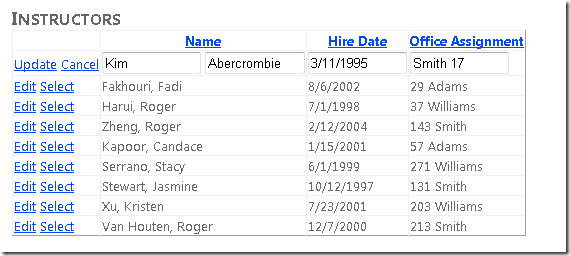 INSTRUCTORS
Name Hire Date Office Assignment
Update Cancel Kim Abercrombie 3/11/1995 Smith 17
Edit Select Fakhouri, Fadi 8/6/2002 29 Adams
Edit Select Harui, Roger 7/1/1998 37 Williams
Edit Select Zheng, Roger 2/12/2004 143 Smith
Edit Select Kapoor, Candace 1/15/2001 57 Adams
Edit Select Serrano, Stacy 6/1/1999 271 Williams
Edit Select Stewart, Jasmine 10/12/1997 131 Smith
Edit Select Xu, Kristen 7/23/2001 203 Williams
Edit Select Van Houten, Roger 12/7/2000 213 Smith